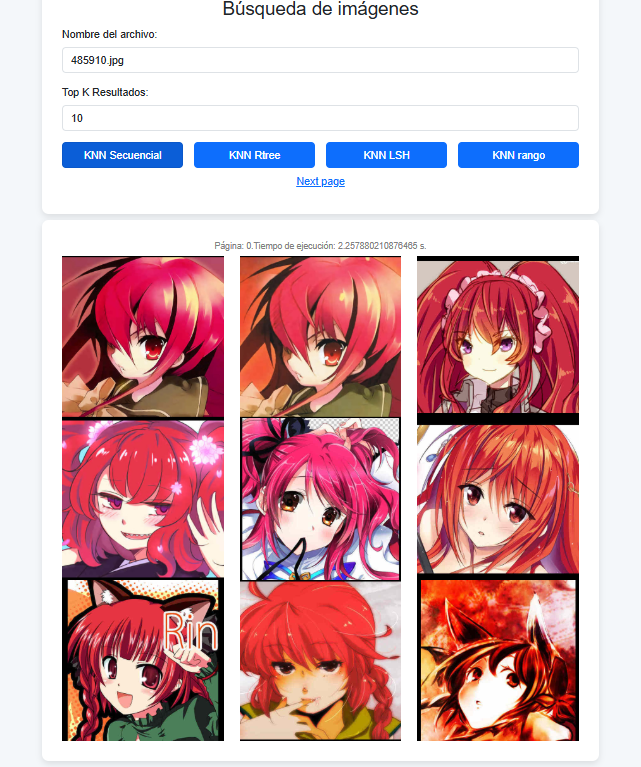 Búsqueda de imágenes
Nombre del archivo:
485910.jpg
Top K Resultados:
10
KNN Secuencial
KNN Rtree
KNN LSH
KNN rango
Next page
Página: 0.Tiempo de ejecución: 2.257880210876465 s.
Rin